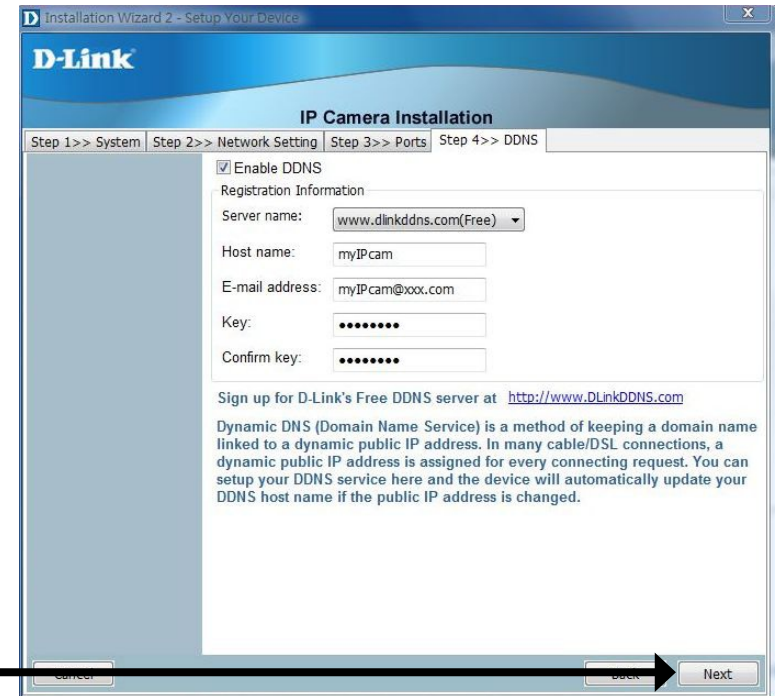 Installation Wizard 2 - Setup Your Device
D-Link
IP Camera Installation
Step 1>> System Step 2>> Network Setting Step 3>> Ports Step 4>> DDNS
Enable DDNS
Registration Information
Server name: www.dlinkddns.com(Free)
Host name: myIPcam
E-mail address: myIPcam@xxx.com
Key: ••••••••
Confirm key: ••••••••
Sign up for D-Link's Free DDNS server at http://www.DLinkDDNS.com
Dynamic DNS (Domain Name Service) is a method of keeping a domain name
linked to a dynamic public IP address. In many cable/DSL connections, a
dynamic public IP address is assigned for every connecting request. You can
setup your DDNS service here and the device will automatically update your
DDNS host name if the public IP address is changed.
Cancel Back Next